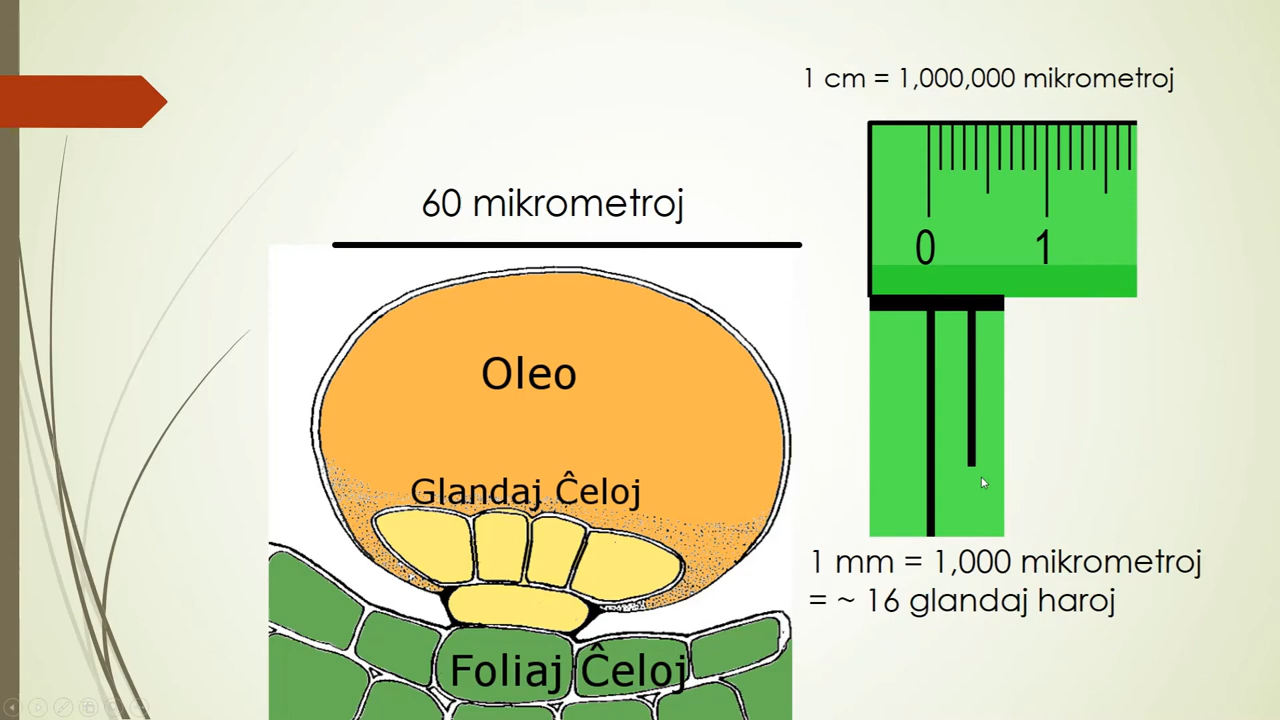 1 cm = 1,000,000 mikrometroj
60 mikrometroj
0 1
Oleo
Glandaj Ĉeloj
Foliaj Ĉeloj
1 mm = 1,000 mikrometroj
= ~ 16 glandaj haroj